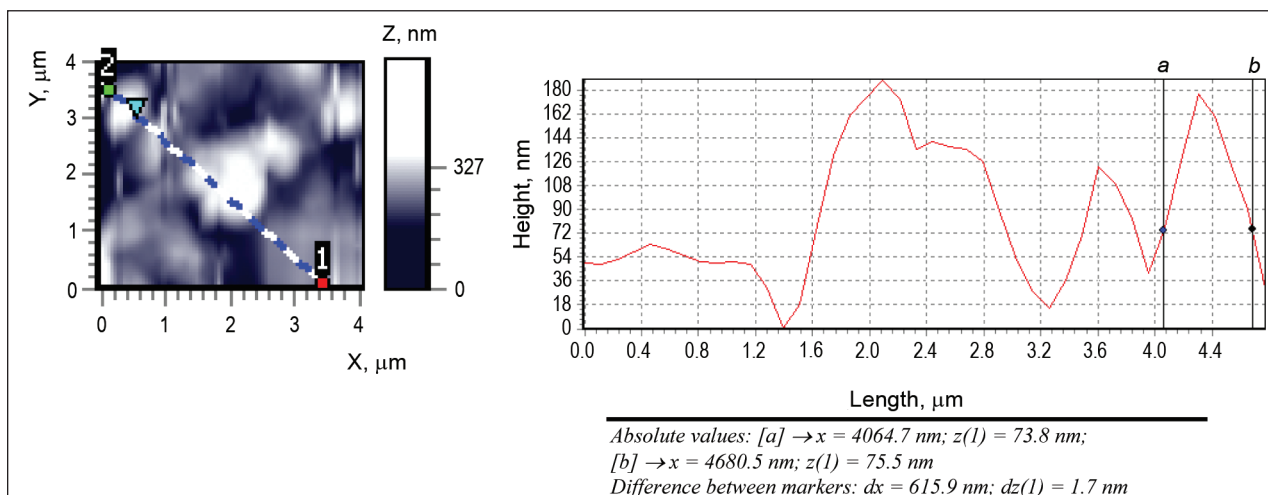 Z, nm
Y, μm
4
3
2
1
0
2
1
327
0
0 1 2 3 4
X, μm
a b
Height, nm
180
162
144
126
108
90
72
54
36
18
0
0.0 0.4 0.8 1.2 1.6 2.0 2.4 2.8 3.2 3.6 4.0 4.4
Length, μm
Absolute values: [a] → x = 4064.7 nm; z(1) = 73.8 nm;
[b] → x = 4680.5 nm; z(1) = 75.5 nm
Difference between markers: dx = 615.9 nm; dz(1) = 1.7 nm